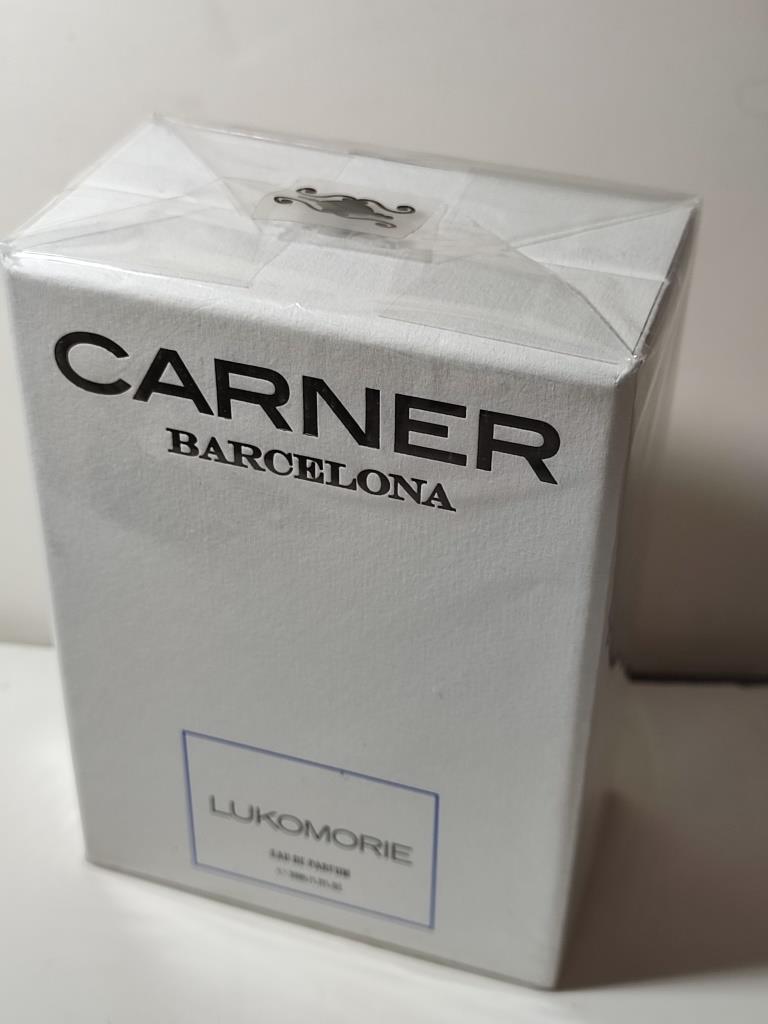 CARNER
BARCELONA
LUKOMORIE
EAU DE PARFUM